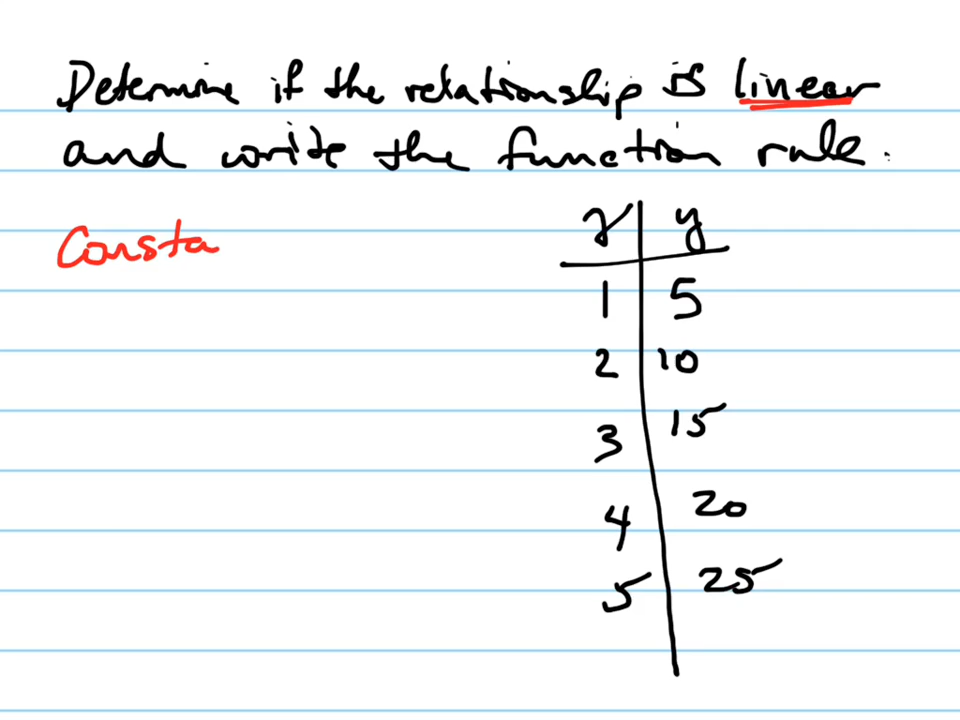 Determine if the relationship is linear
and write the function rule.
Consta
x y
1 5
2 10
3 15
4 20
5 25